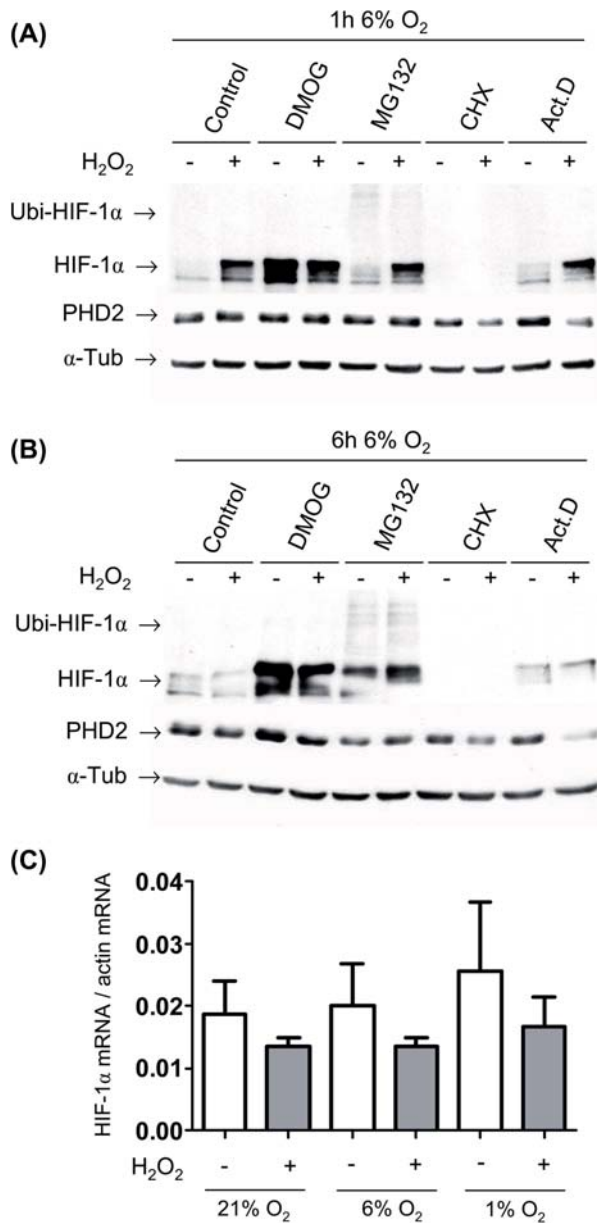 (A)
1h 6% O₂
Control DMOG MG132 CHX Act.D
H₂O₂ - + - + - + - + - +
Ubi-HIF-1α →
HIF-1α →
PHD2 →
α-Tub →
(B)
6h 6% O₂
Control DMOG MG132 CHX Act.D
H₂O₂ - + - + - + - + - +
Ubi-HIF-1α →
HIF-1α →
PHD2 →
α-Tub →
(C)
HIF-1α mRNA / actin mRNA
0.04
0.03
0.02
0.01
0.00
H₂O₂ - + - + - +
21% O₂ 6% O₂ 1% O₂